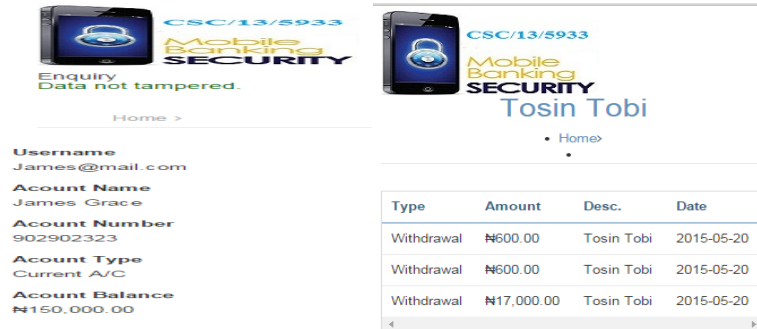 CSC/13/5933
Mobile
Banking
SECURITY
Enquiry
Data not tampered.
Home >
Username
James@mail.com
Acount Name
James Grace
Acount Number
902902323
Acount Type
Current A/C
Acount Balance
₦150,000.00
CSC/13/5933
Mobile
Banking
SECURITY
Tosin Tobi
• Home>
•
Type Amount Desc. Date
Withdrawal ₦600.00 Tosin Tobi 2015-05-20
Withdrawal ₦600.00 Tosin Tobi 2015-05-20
Withdrawal ₦17,000.00 Tosin Tobi 2015-05-20